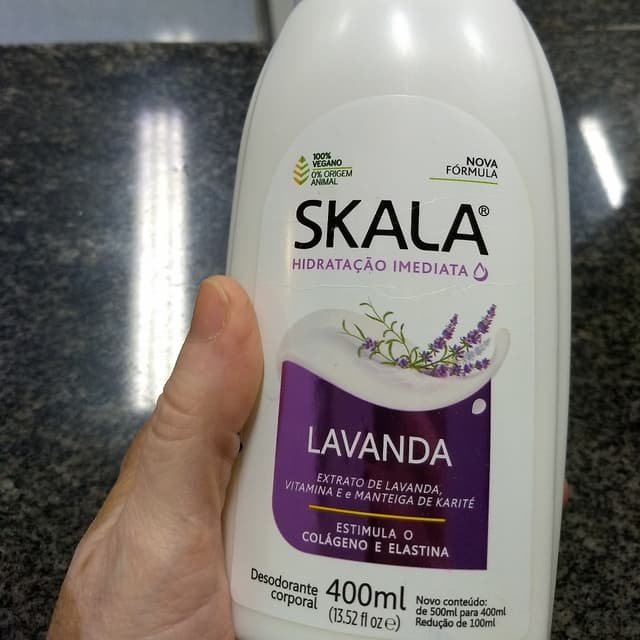 100%
VEGANO
0% ORIGEM
ANIMAL
NOVA
FÓRMULA
SKALA®
HIDRATAÇÃO IMEDIATA
LAVANDA
EXTRATO DE LAVANDA,
VITAMINA E e MANTEIGA DE KARITÉ
ESTIMULA O
COLÁGENO E ELASTINA
Desodorante
corporal
400ml
(13.52 fl oz ℮)
Novo conteúdo:
de 500ml para 400ml
Redução de 100ml